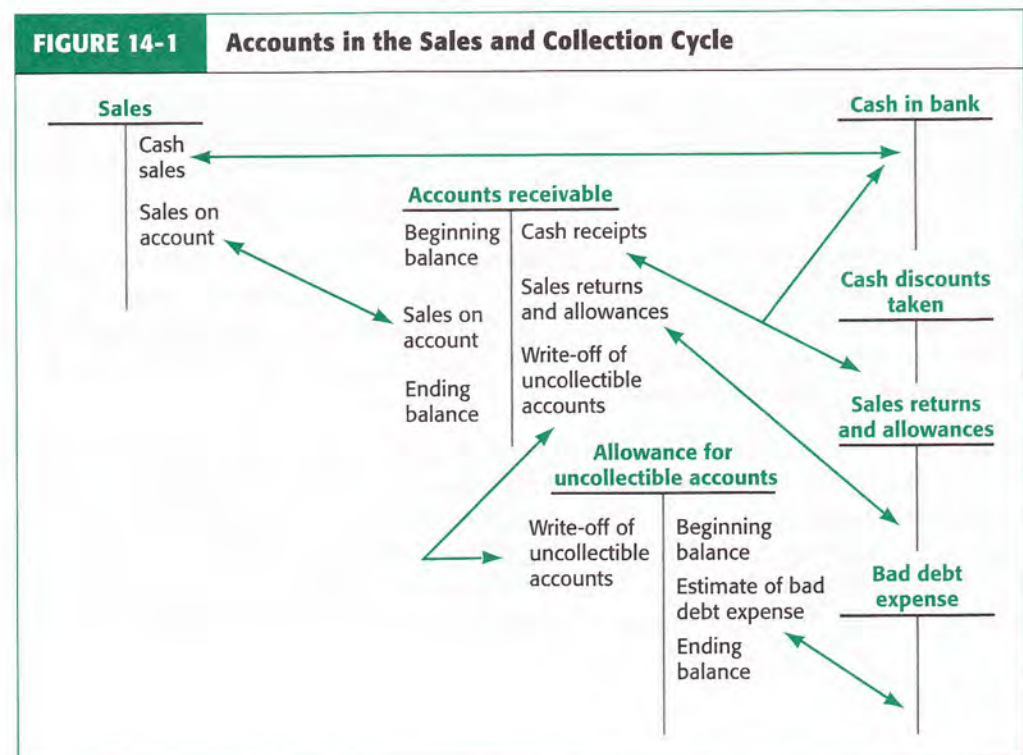 FIGURE 14-1 Accounts in the Sales and Collection Cycle
Sales
Cash
sales
Sales on
account
Cash in bank
Accounts receivable
Beginning
balance
Sales on
account
Ending
balance
Cash receipts
Sales returns
and allowances
Write-off of
uncollectible
accounts
Cash discounts
taken
Sales returns
and allowances
Allowance for
uncollectible accounts
Write-off of
uncollectible
accounts
Beginning
balance
Estimate of bad
debt expense
Ending
balance
Bad debt
expense